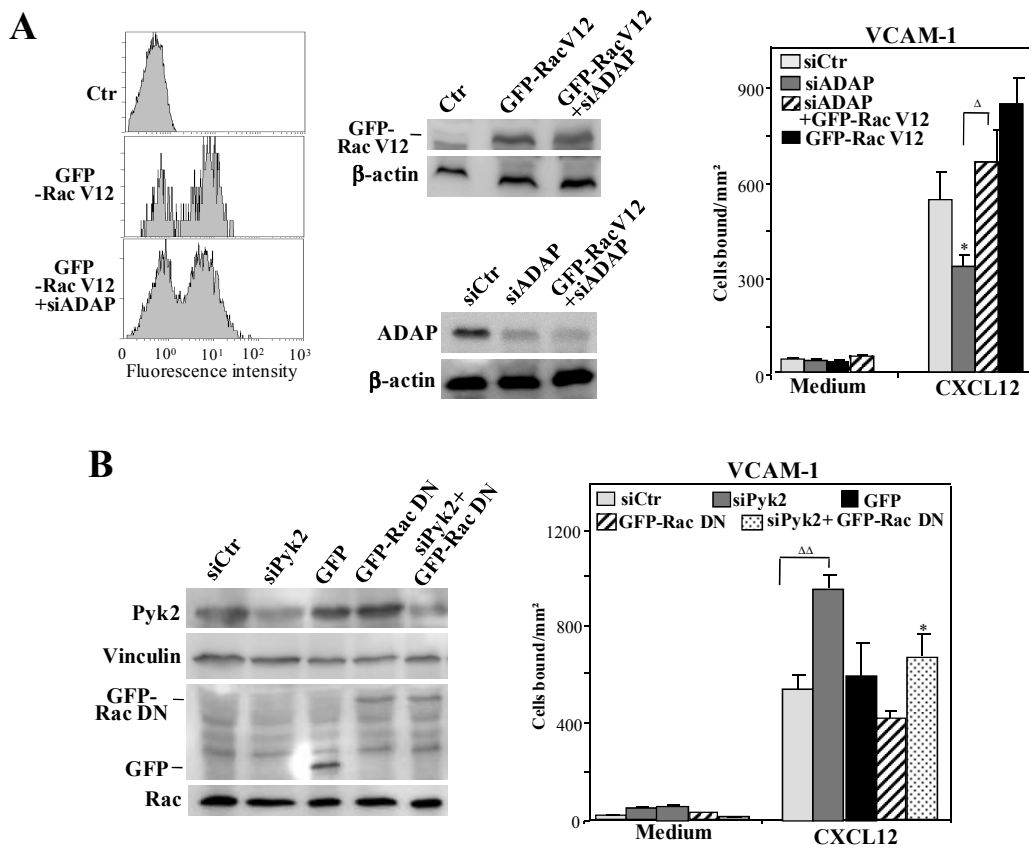 A
Ctr
GFP
-Rac V12
GFP
-Rac V12
+siADAP
0 10⁰ 10¹ 10² 10³
Fluorescence intensity
Ctr
GFP-RacV12
GFP-RacV12
+siADAP
GFP-
Rac V12
β-actin
siCtr
siADAP
GFP-RacV12
+siADAP
ADAP
β-actin
VCAM-1
siCtr
siADAP
siADAP
+GFP-Rac V12
GFP-Rac V12
Cellsbound/mm²
900
600
300
0
Δ
*
Medium CXCL12
B
siCtr
siPyk2
GFP
GFP-Rac DN
siPyk2+
GFP-Rac DN
Pyk2
Vinculin
GFP-
Rac DN
GFP
Rac
VCAM-1
siCtr siPyk2 GFP
GFP-Rac DN siPyk2+ GFP-Rac DN
Cells bound/mm²
1200
800
400
0
ΔΔ
*
Medium CXCL12